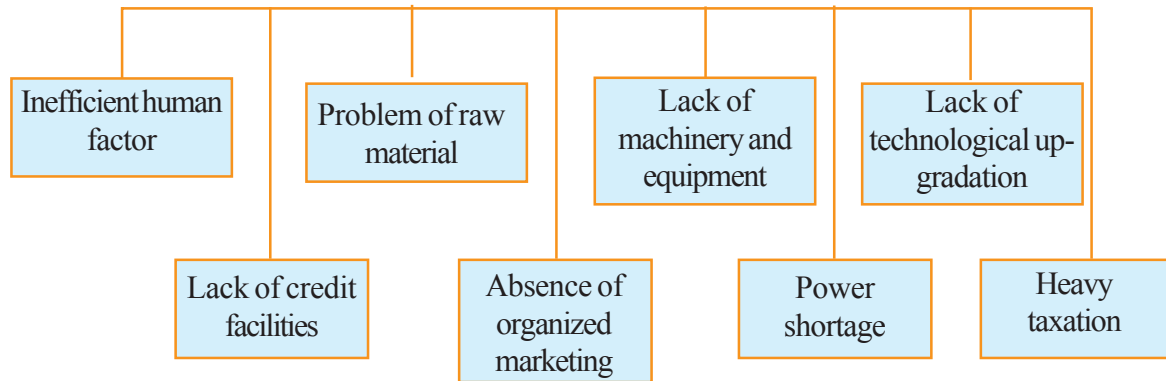 Inefficient human
factor
Problem of raw
material
Lack of
machinery and
equipment
Lack of
technological up-
gradation
Lack of credit
facilities
Absence of
organized
marketing
Power
shortage
Heavy
taxation